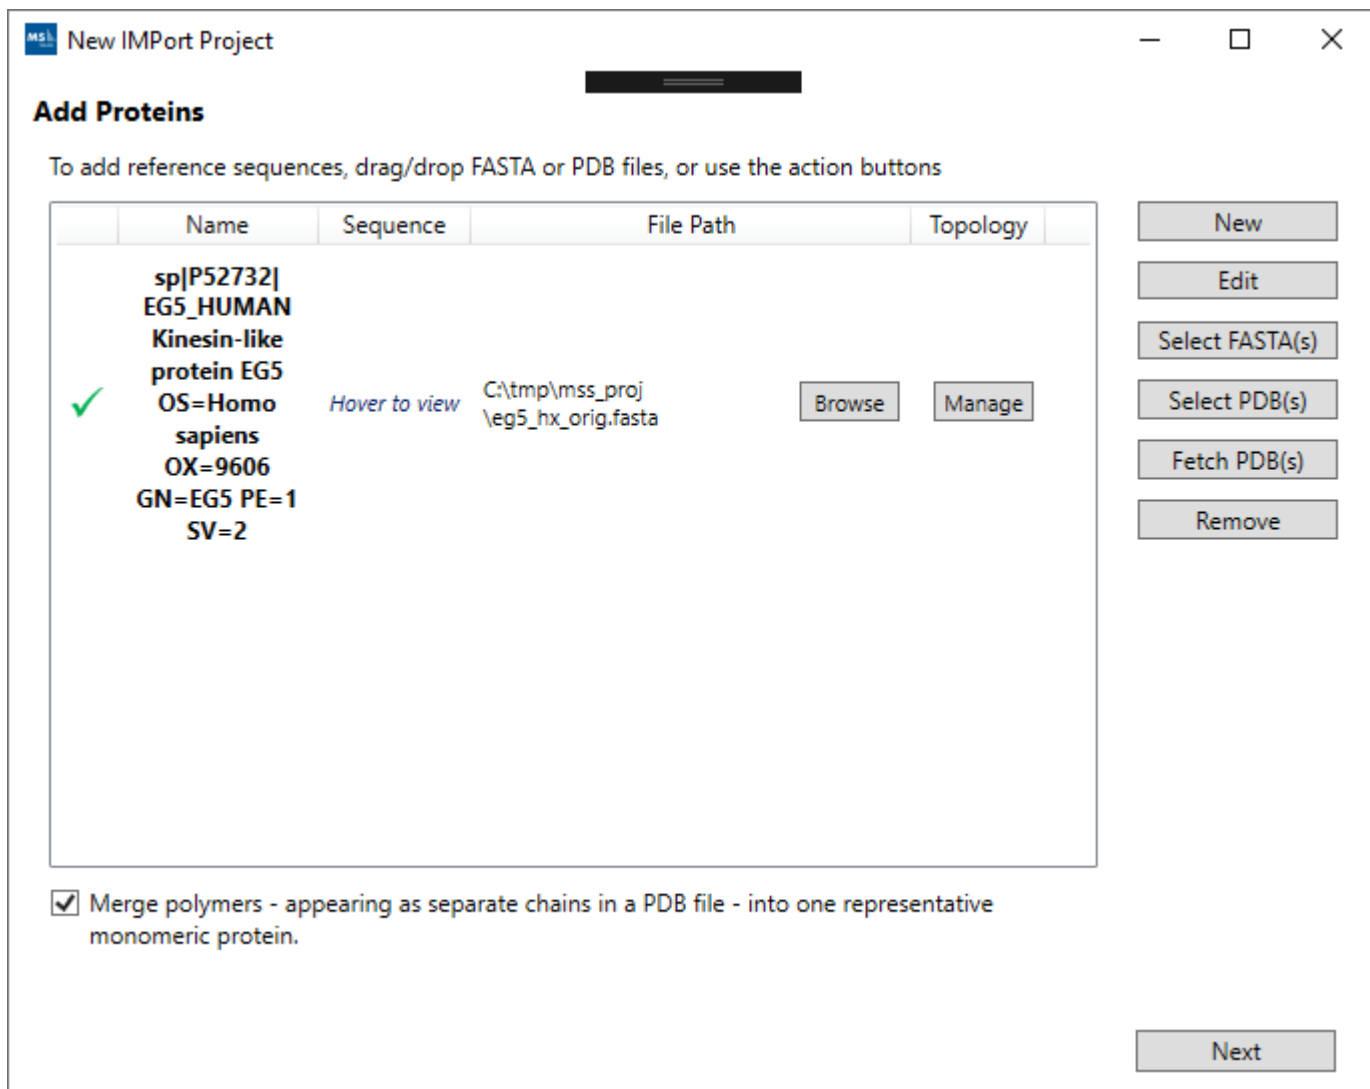 MS
New IMPort Project
Add Proteins
To add reference sequences, drag/drop FASTA or PDB files, or use the action buttons
Name Sequence File Path Topology
sp|P52732|
EG5_HUMAN
Kinesin-like
protein EG5
OS=Homo
sapiens
OX=9606
GN=EG5 PE=1
SV=2
Hover to view
C:\tmp\mss_proj
\eg5_hx_orig.fasta
Browse
Manage
New
Edit
Select FASTA(s)
Select PDB(s)
Fetch PDB(s)
Remove
Merge polymers - appearing as separate chains in a PDB file - into one representative
monomeric protein.
Next